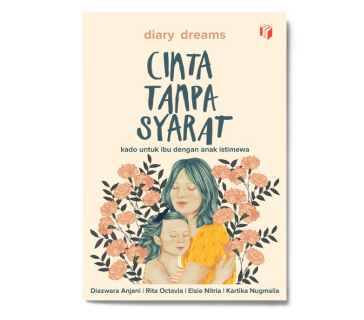 diary dreams
CINTA
TANPA
SYARAT
kado untuk ibu dengan anak istimewa
Diazwara Anjani | Rita Octavia | Elsie Nitria | Kartika Nugmalia